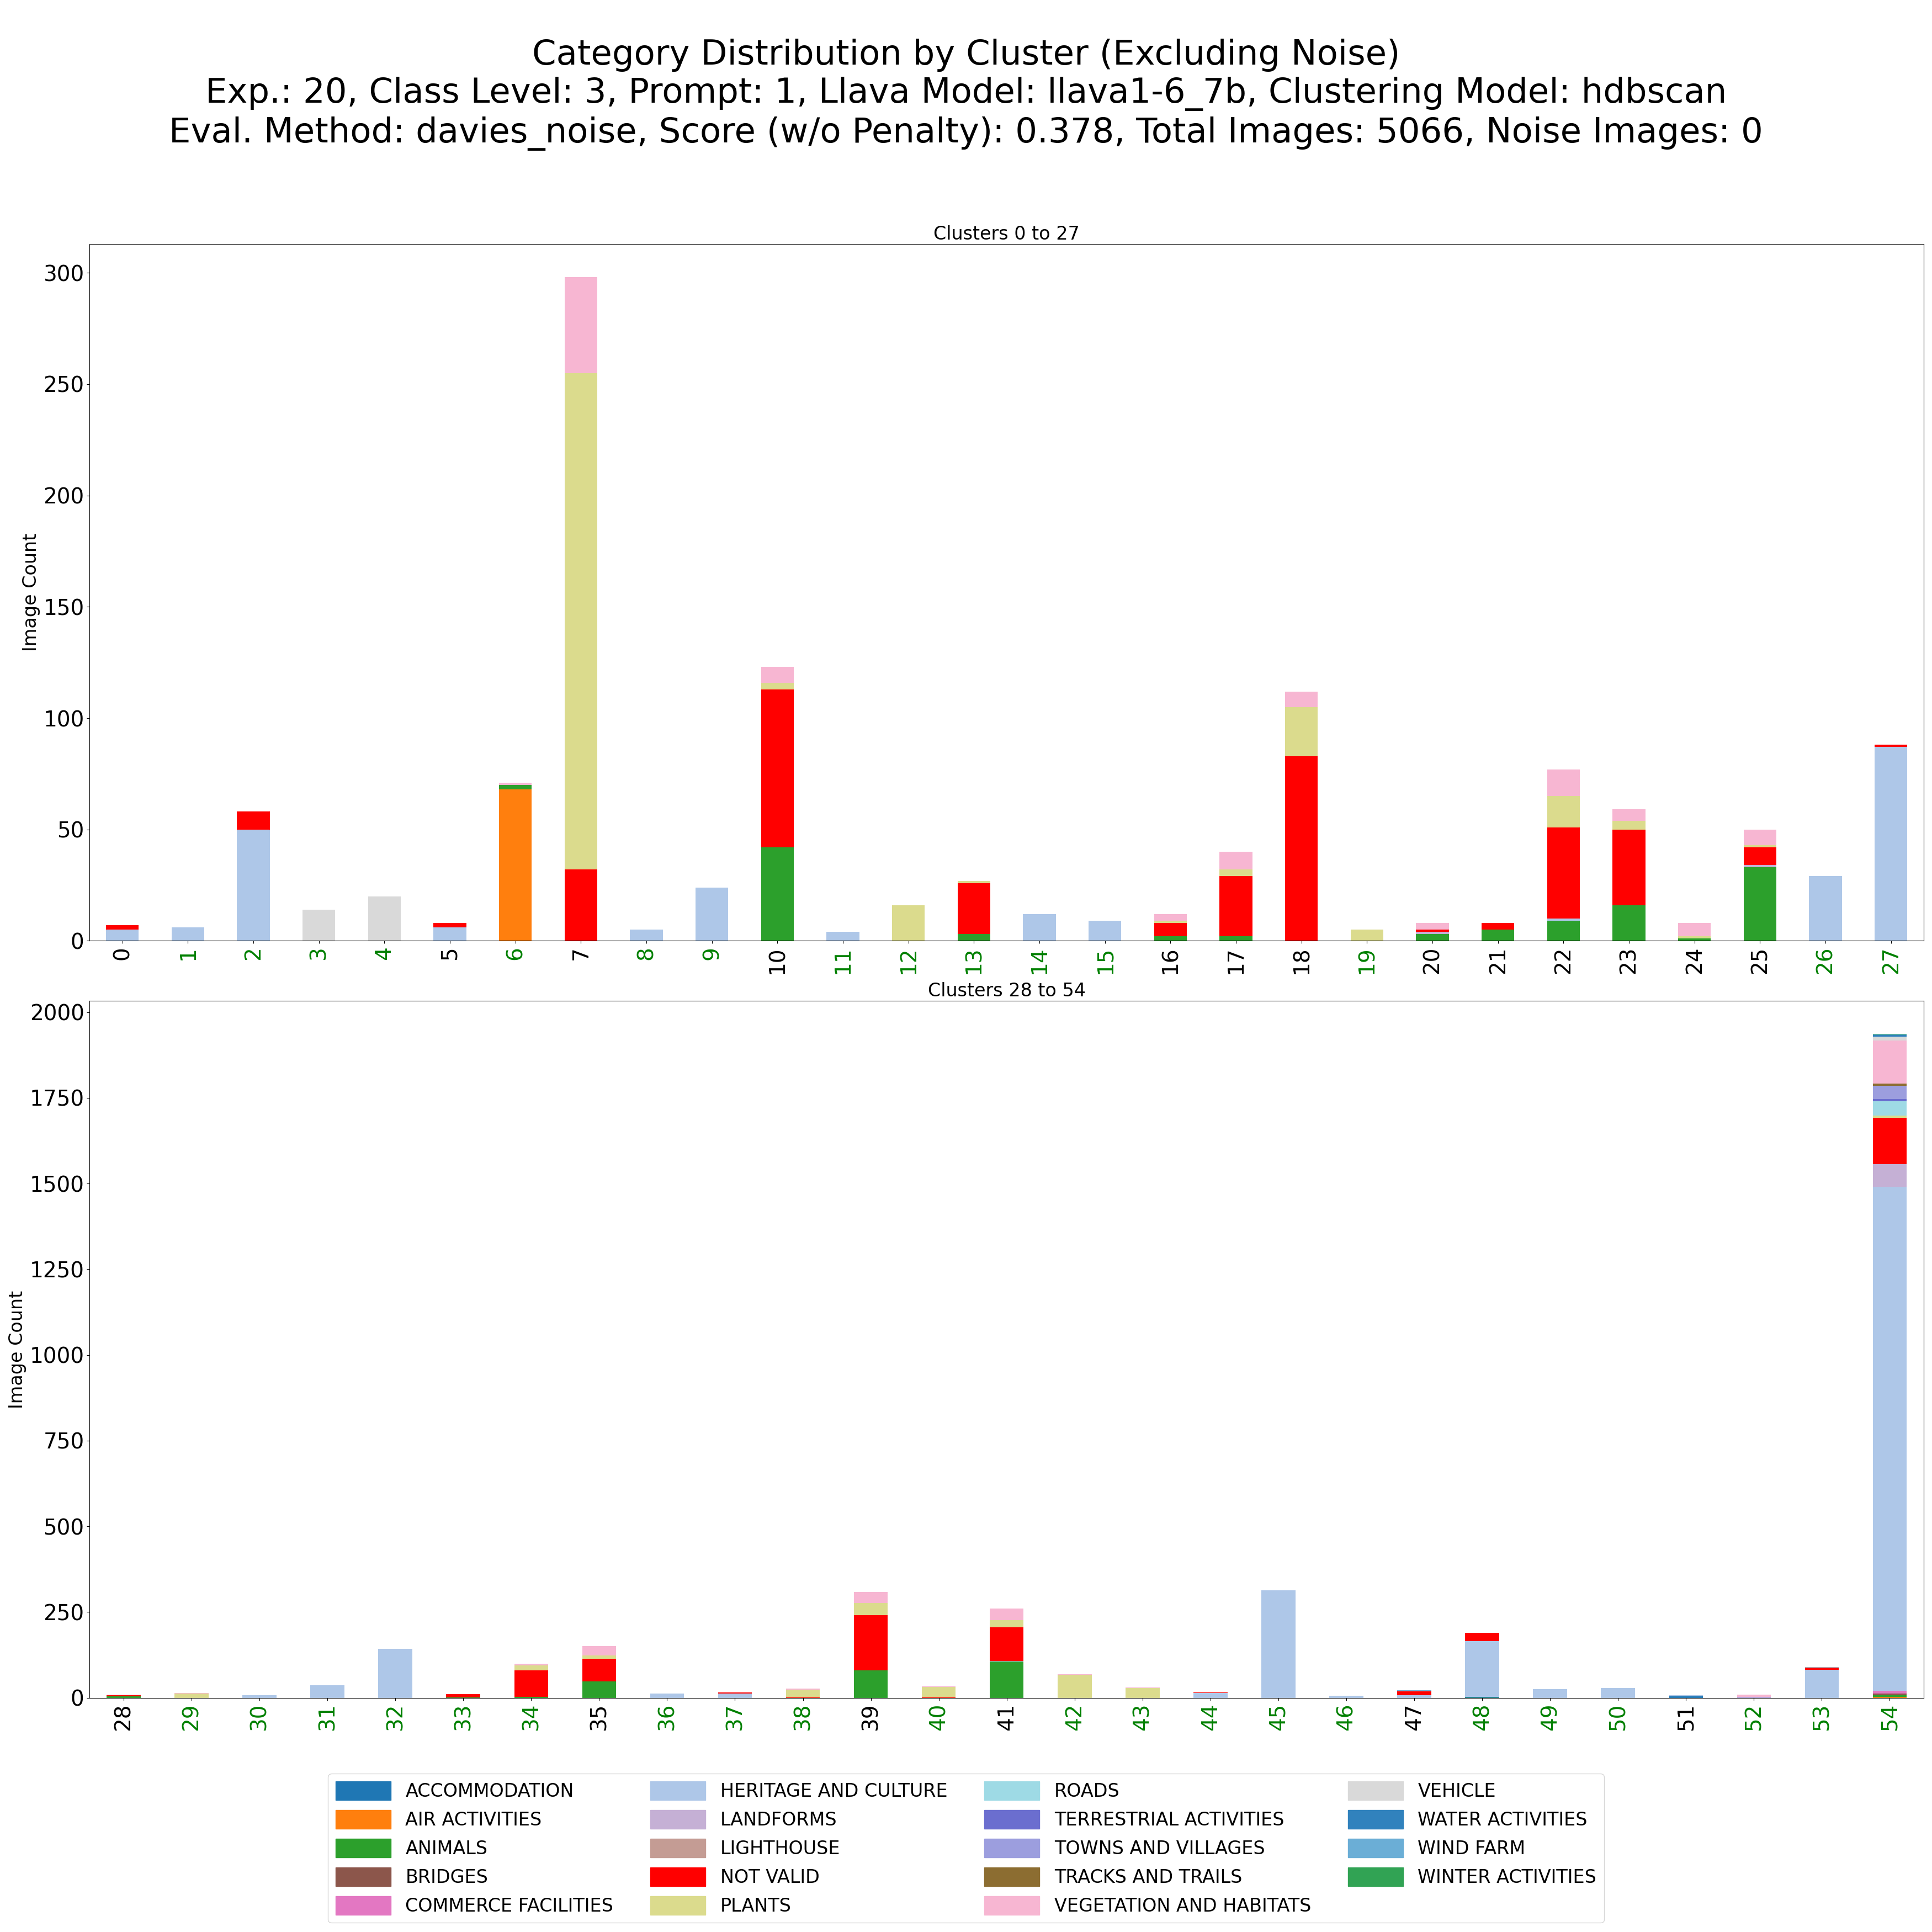 Category Distribution by Cluster (Excluding Noise)
Exp.: 20, Class Level: 3, Prompt: 1, Llava Model: llava1-6_7b, Clustering Model: hdbscan
Eval. Method: davies_noise, Score (w/o Penalty): 0.378, Total Images: 5066, Noise Images: 0
Clusters 0 to 27
Image Count
300
250
200
150
100
50
0
0 1 2 3 4 5 6 7 8 9 10 11 12 13 14 15 16 17 18 19 20 21 22 23 24 25 26 27
Clusters 28 to 54
Image Count
2000
1750
1500
1250
1000
750
500
250
0
28 29 30 31 32 33 34 35 36 37 38 39 40 41 42 43 44 45 46 47 48 49 50 51 52 53 54
ACCOMMODATION
AIR ACTIVITIES
ANIMALS
BRIDGES
COMMERCE FACILITIES
HERITAGE AND CULTURE
LANDFORMS
LIGHTHOUSE
NOT VALID
PLANTS
ROADS
TERRESTRIAL ACTIVITIES
TOWNS AND VILLAGES
TRACKS AND TRAILS
VEGETATION AND HABITATS
VEHICLE
WATER ACTIVITIES
WIND FARM
WINTER ACTIVITIES